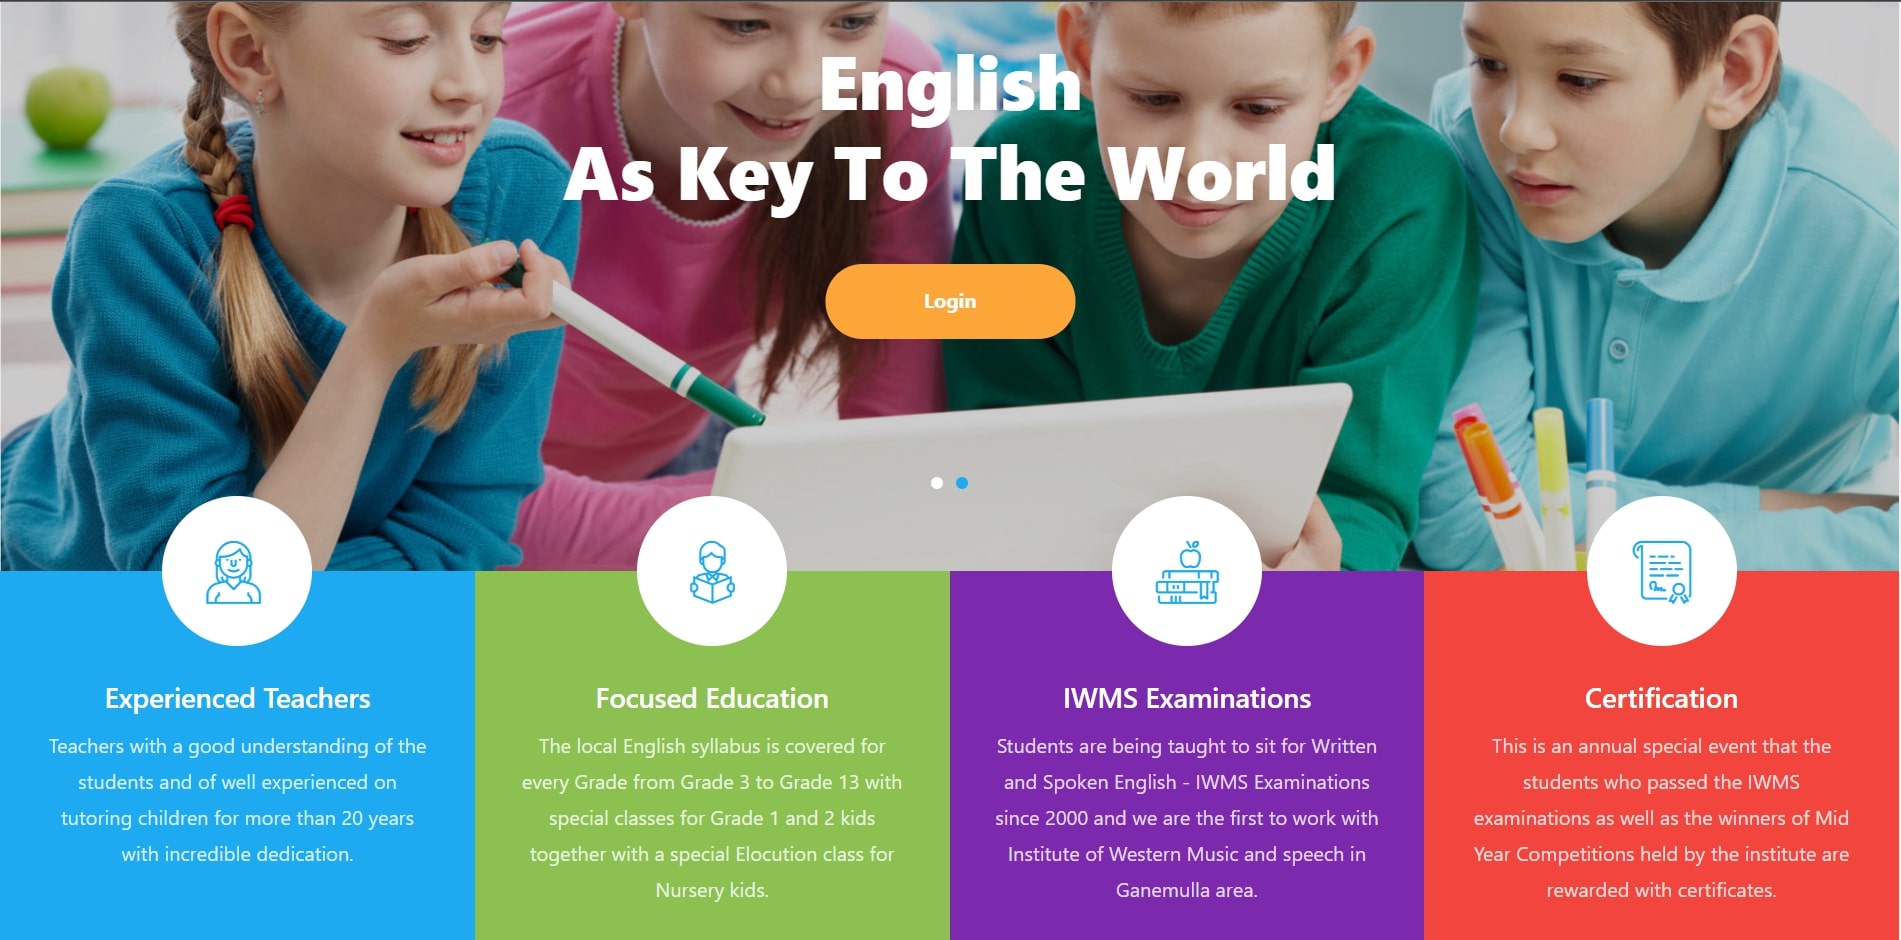 English
As Key To The World
Login
Experienced Teachers
Teachers with a good understanding of the
students and of well experienced on
tutoring children for more than 20 years
with incredible dedication.
Focused Education
The local English syllabus is covered for
every Grade from Grade 3 to Grade 13 with
special classes for Grade 1 and 2 kids
together with a special Elocution class for
Nursery kids.
IWMS Examinations
Students are being taught to sit for Written
and Spoken English - IWMS Examinations
since 2000 and we are the first to work with
Institute of Western Music and speech in
Ganemulla area.
Certification
This is an annual special event that the
students who passed the IWMS
examinations as well as the winners of Mid
Year Competitions held by the institute are
rewarded with certificates.